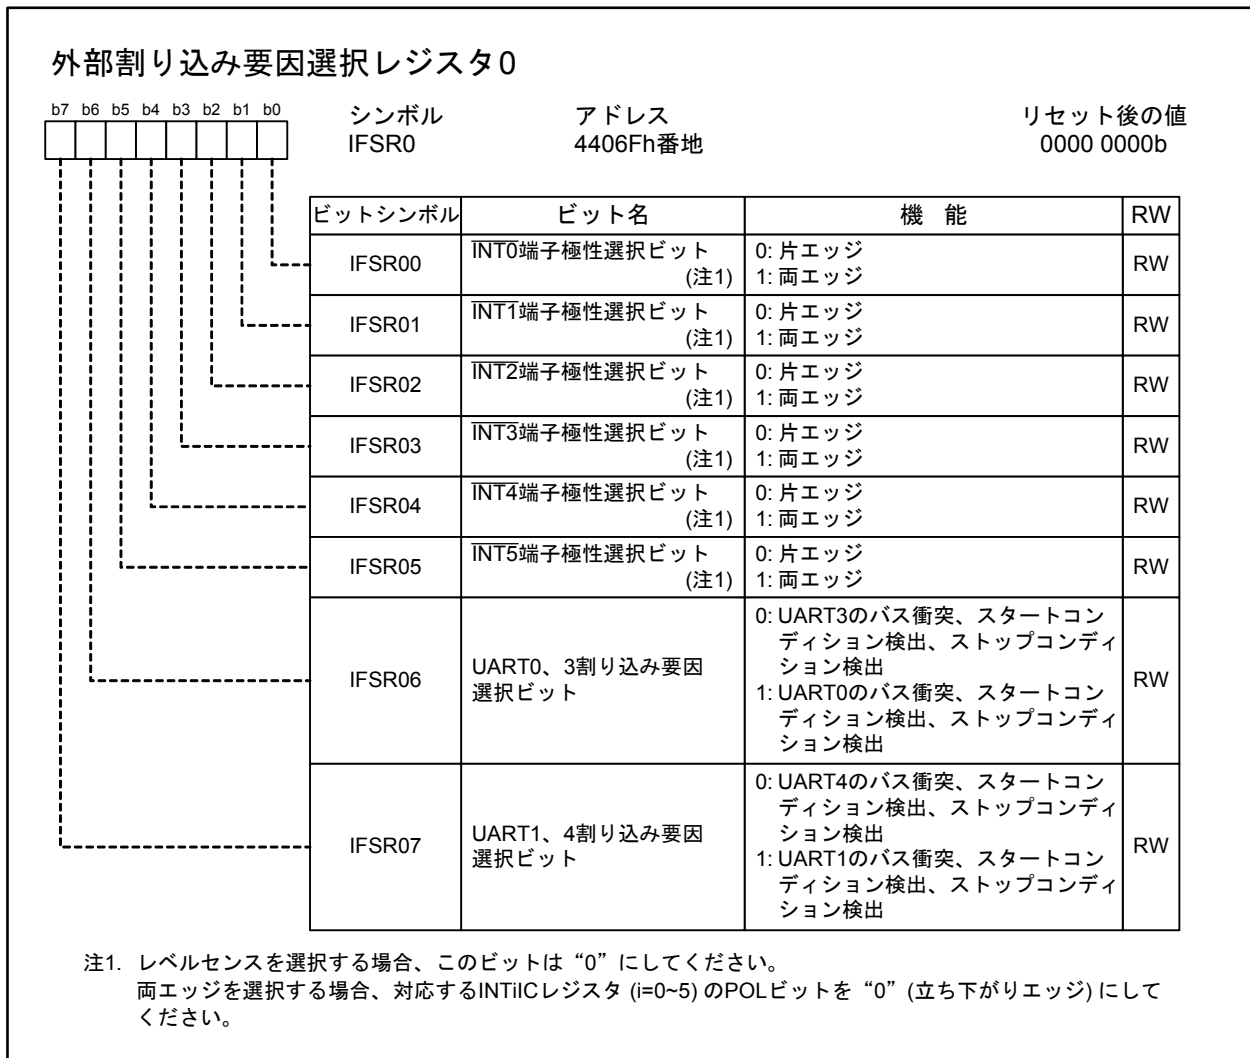 外部割り込み要因選択レジスタ0
b7 b6 b5 b4 b3 b2 b1 b0
シンボル アドレス リセット後の値
IFSR0 4406Fh番地 0000 0000b
ビットシンボル ビット名 機 能 RW
IFSR00 INT0端子極性選択ビット (注1) 0: 片エッジ RW
1: 両エッジ
IFSR01 INT1端子極性選択ビット (注1) 0: 片エッジ RW
1: 両エッジ
IFSR02 INT2端子極性選択ビット (注1) 0: 片エッジ RW
1: 両エッジ
IFSR03 INT3端子極性選択ビット (注1) 0: 片エッジ RW
1: 両エッジ
IFSR04 INT4端子極性選択ビット (注1) 0: 片エッジ RW
1: 両エッジ
IFSR05 INT5端子極性選択ビット (注1) 0: 片エッジ RW
1: 両エッジ
IFSR06
UART0、3割り込み要因
選択ビット
0: UART3のバス衝突、スタートコン
ディション検出、ストップコンディ
ション検出
1: UART0のバス衝突、スタートコン
ディション検出、ストップコンディ
ション検出
RW
IFSR07
UART1、4割り込み要因
選択ビット
0: UART4のバス衝突、スタートコン
ディション検出、ストップコンディ
ション検出
1: UART1のバス衝突、スタートコン
ディション検出、ストップコンディ
ション検出
RW
注1. レベルセンスを選択する場合、このビットは“0”にしてください。
両エッジを選択する場合、対応するINTiICレジスタ (i=0~5) のPOLビットを“0”(立ち下がりエッジ) にして
ください。